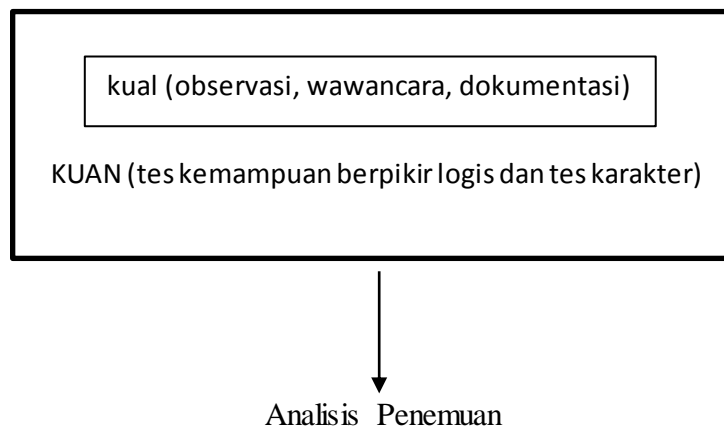 kual (observasi, wawancara, dokumentasi)
KUAN (tes kemampuan berpikir logis dan tes karakter)
Analisis Penemuan